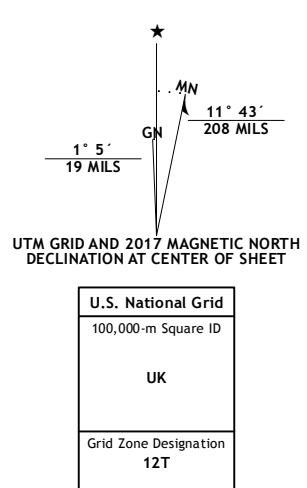 ★
MN
11° 43´
208 MILS
GN
1° 5´
19 MILS
UTM GRID AND 2017 MAGNETIC NORTH
DECLINATION AT CENTER OF SHEET
U.S. National Grid
100,000-m Square ID
UK
Grid Zone Designation
12T